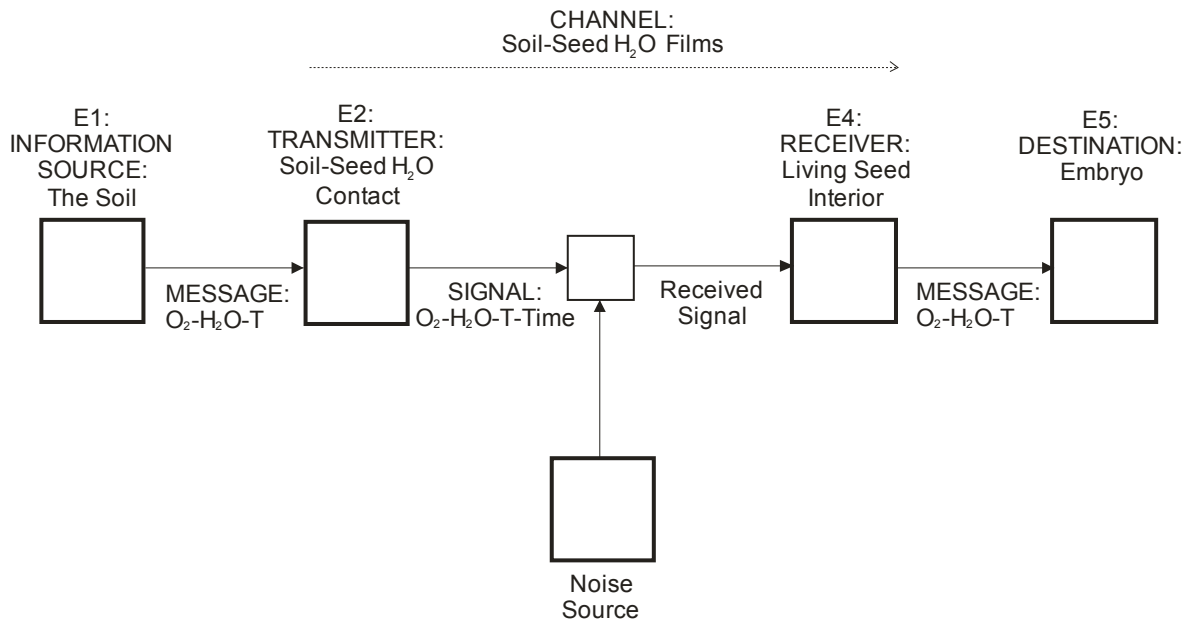 CHANNEL:
Soil-Seed H₂O Films
E1:
INFORMATION
SOURCE:
The Soil
E2:
TRANSMITTER:
Soil-Seed H₂O
Contact
E4:
RECEIVER:
Living Seed
Interior
E5:
DESTINATION:
Embryo
MESSAGE:
O₂-H₂O-T
SIGNAL:
O₂-H₂O-T-Time
Received
Signal
MESSAGE:
O₂-H₂O-T
Noise
Source